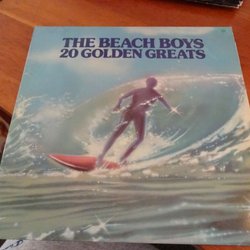 THE BEACH BOYS
20 GOLDEN GREATS